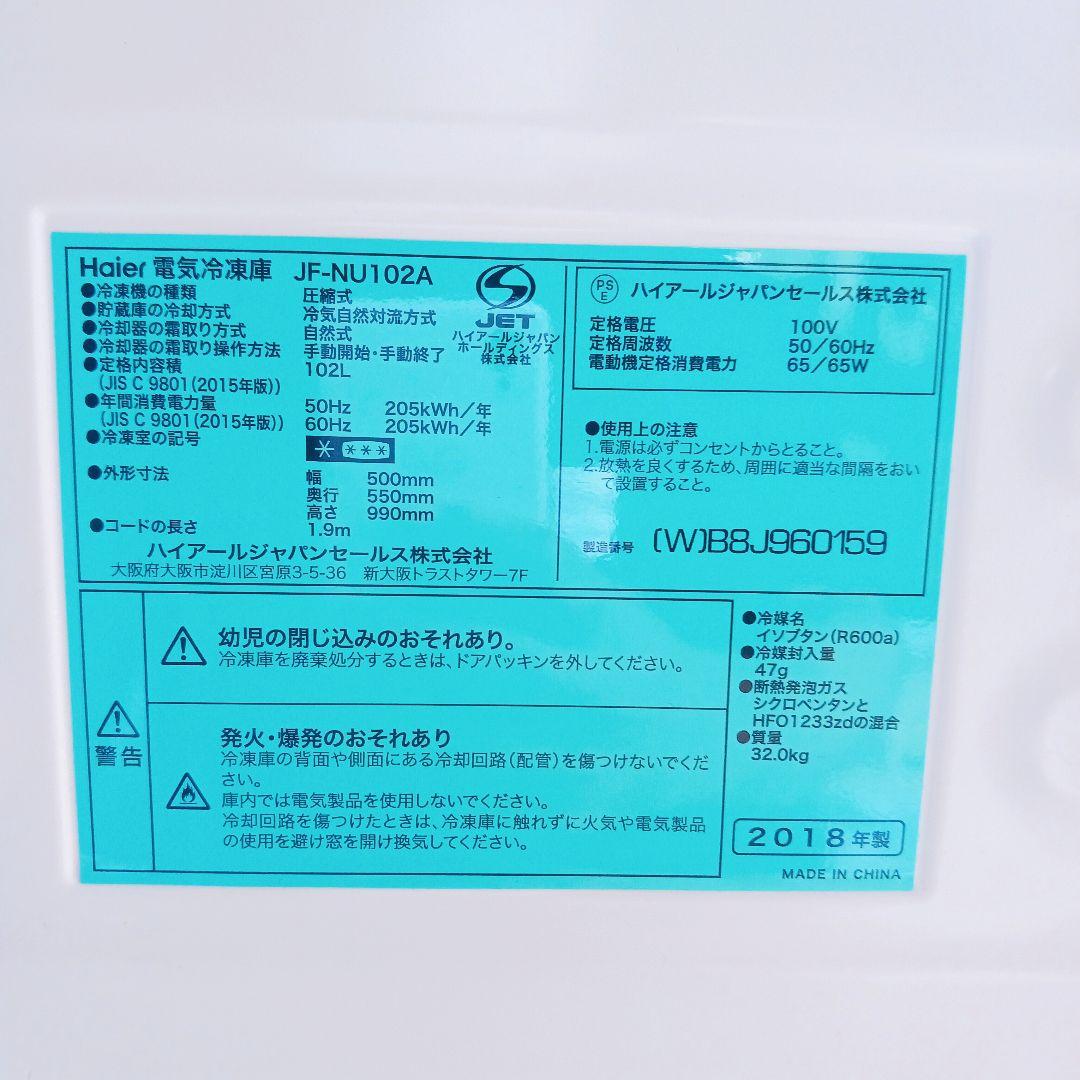 Haier 電気冷凍庫 JF-NU102A
●冷凍機の種類 圧縮式
●貯蔵庫の冷却方式 冷気自然対流方式
●冷却器の霜取り方式 自然式
●冷却器の霜取り操作方法 手動開始・手動終了
●定格内容積 102L
(JIS C 9801(2015年版))
●年間消費電力量 50Hz 205kWh/年
(JIS C 9801(2015年版)) 60Hz 205kWh/年
●冷凍室の記号 * ***
●外形寸法 幅 500mm
奥行 550mm
高さ 990mm
●コードの長さ 1.9m
ハイアールジャパンセールス株式会社
大阪府大阪市淀川区宮原3-5-36 新大阪トラストタワー7F
JET
ハイアールジャパン
ホールディングス
株式会社
PS
E
ハイアールジャパンセールス株式会社
定格電圧 100V
定格周波数 50/60Hz
電動機定格消費電力 65/65W
●使用上の注意
1.電源は必ずコンセントからとること。
2.放熱を良くするため、周囲に適当な間隔をおい
て設置すること。
製造番号 (W)B8J960159
警告
幼児の閉じ込みのおそれあり。
冷凍庫を廃棄処分するときは、ドアパッキンを外してください。
発火・爆発のおそれあり
冷凍庫の背面や側面にある冷却回路(配管)を傷つけないでくだ
さい。
庫内では電気製品を使用しないでください。
冷却回路を傷つけたときは、冷凍庫に触れずに火気や電気製品
の使用を避け窓を開け換気してください。
●冷媒名
イソブタン(R600a)
●冷媒封入量
47g
●断熱発泡ガス
シクロペンタンと
HFO1233zdの混合
●質量
32.0kg
2018年製
MADE IN CHINA